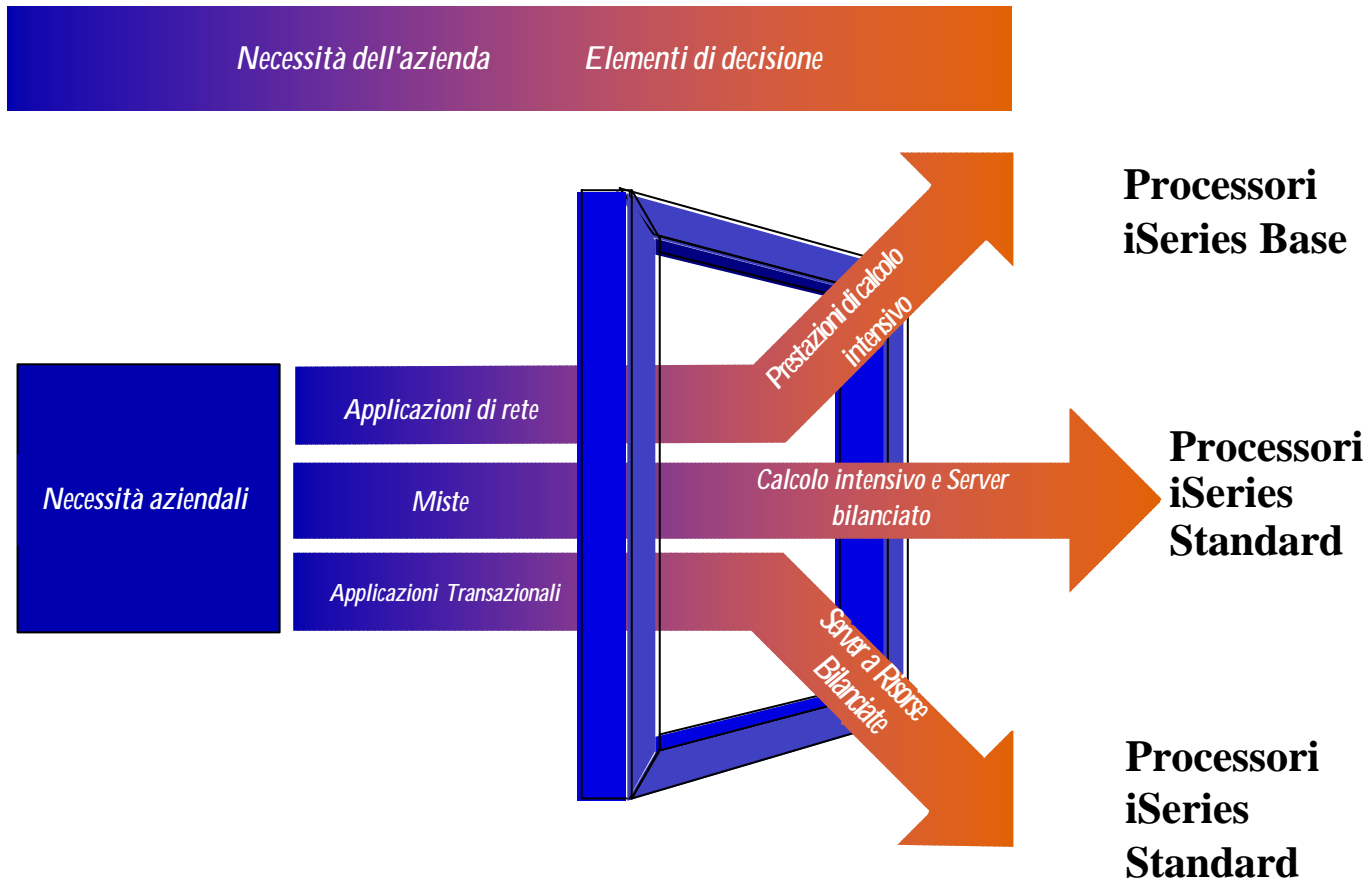 Necessità dell'azienda Elementi di decisione
Processori
iSeries Base
Prestazioni di calcolo
intensivo
Applicazioni di rete
Necessità aziendali
Miste
Calcolo intensivo e Server
bilanciato
Processori
iSeries
Standard
Applicazioni Transazionali
Server a Risorse
Bilanciate
Processori
iSeries
Standard